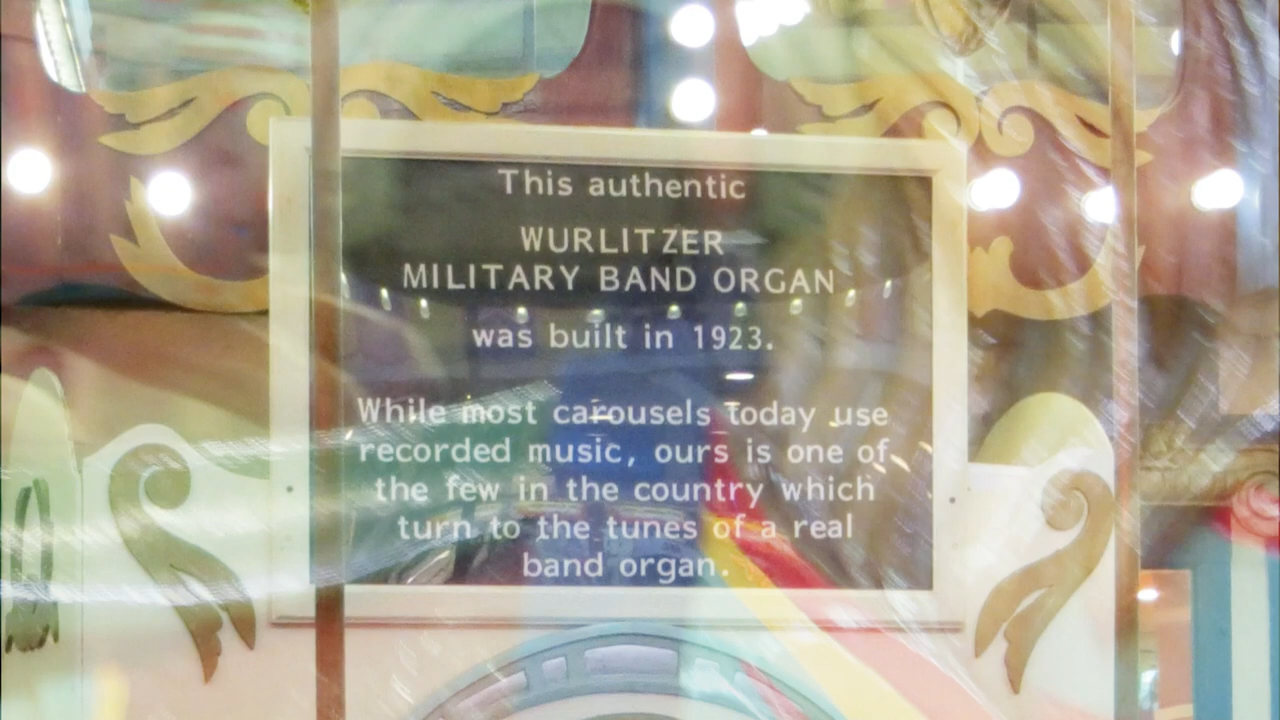 This authentic
WURLITZER
MILITARY BAND ORGAN
was built in 1923.
While most carousels today use
recorded music, ours is one of
the few in the country which
turn to the tunes of a real
band organ.